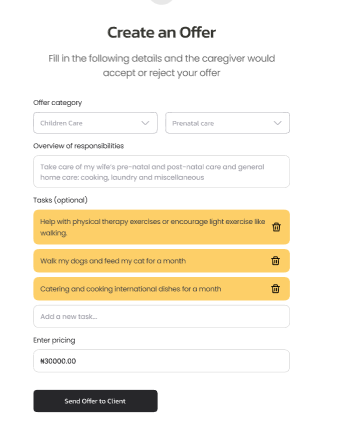 Create an Offer
Fill in the following details and the caregiver would
accept or reject your offer
Offer category
Children Care
Prenatal care
Overview of responsibilities
Take care of my wife's pre-natal and post-natal care and general
home care: cooking, laundry and miscellaneous
Tasks (optional)
Help with physical therapy exercises or encourage light exercise like
walking.
Walk my dogs and feed my cat for a month
Catering and cooking international dishes for a month
Add a new task...
Enter pricing
₦30000.00
Send Offer to Client